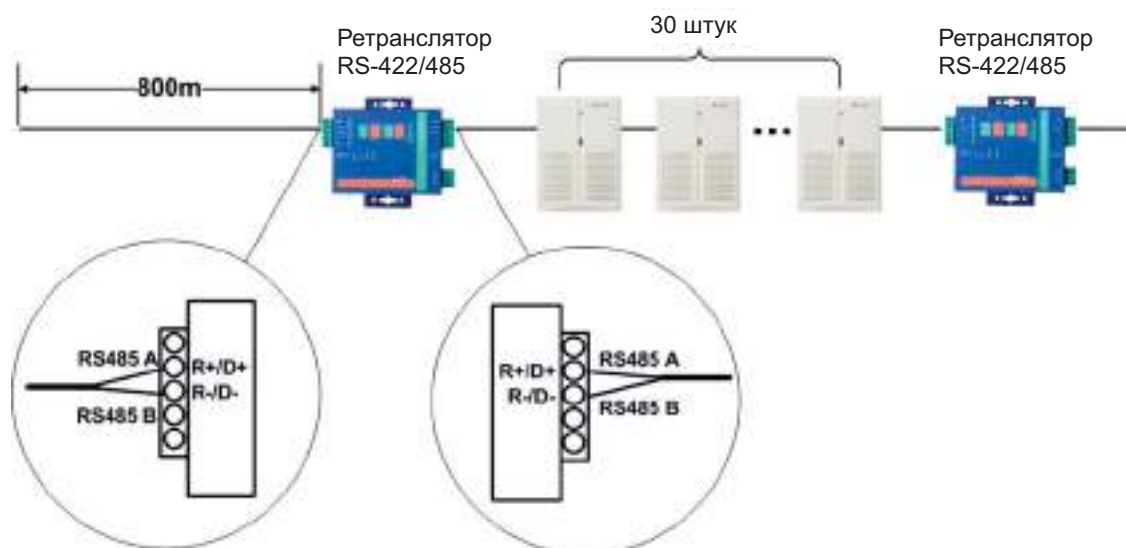 Ретранслятор
RS-422/485
30 штук
Ретранслятор
RS-422/485
800m
RS485 A
R+/D+
R-/D-
RS485 B
R+/D+
RS485 A
R-/D-
RS485 B